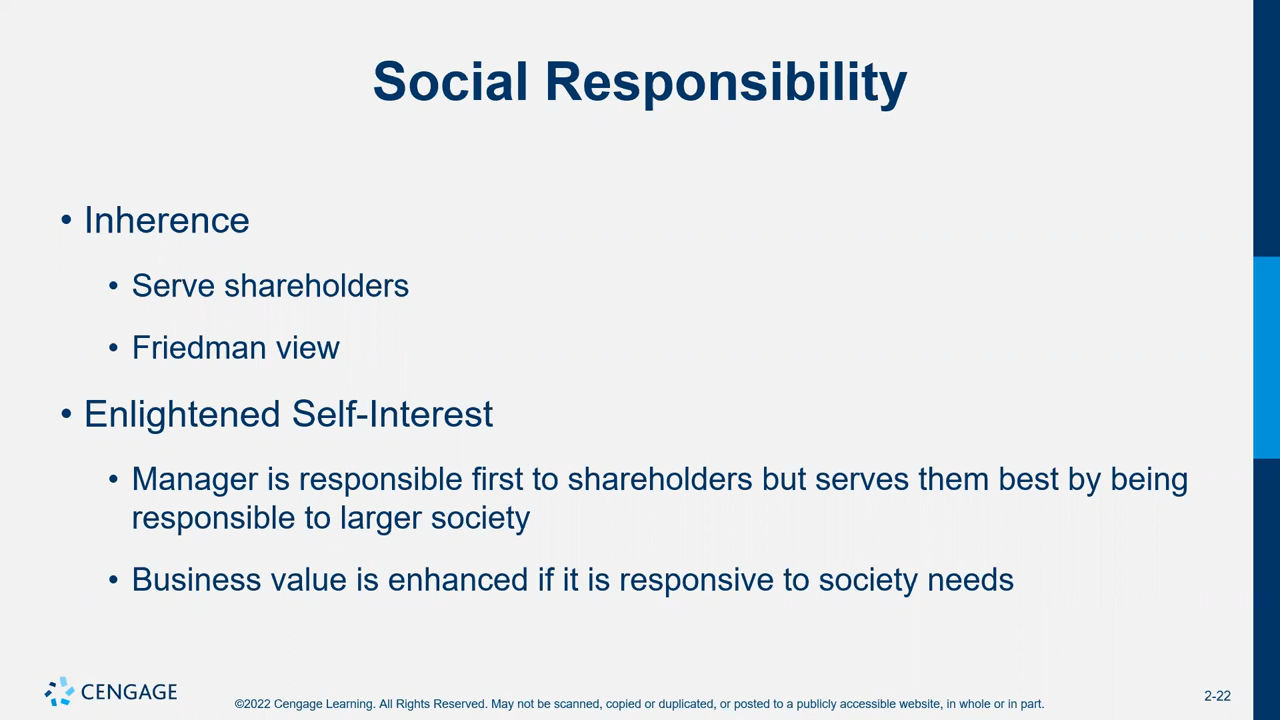 Social Responsibility
• Inherence
• Serve shareholders
• Friedman view
• Enlightened Self-Interest
• Manager is responsible first to shareholders but serves them best by being
responsible to larger society
• Business value is enhanced if it is responsive to society needs
CENGAGE
©2022 Cengage Learning. All Rights Reserved. May not be scanned, copied or duplicated, or posted to a publicly accessible website, in whole or in part.
2-22